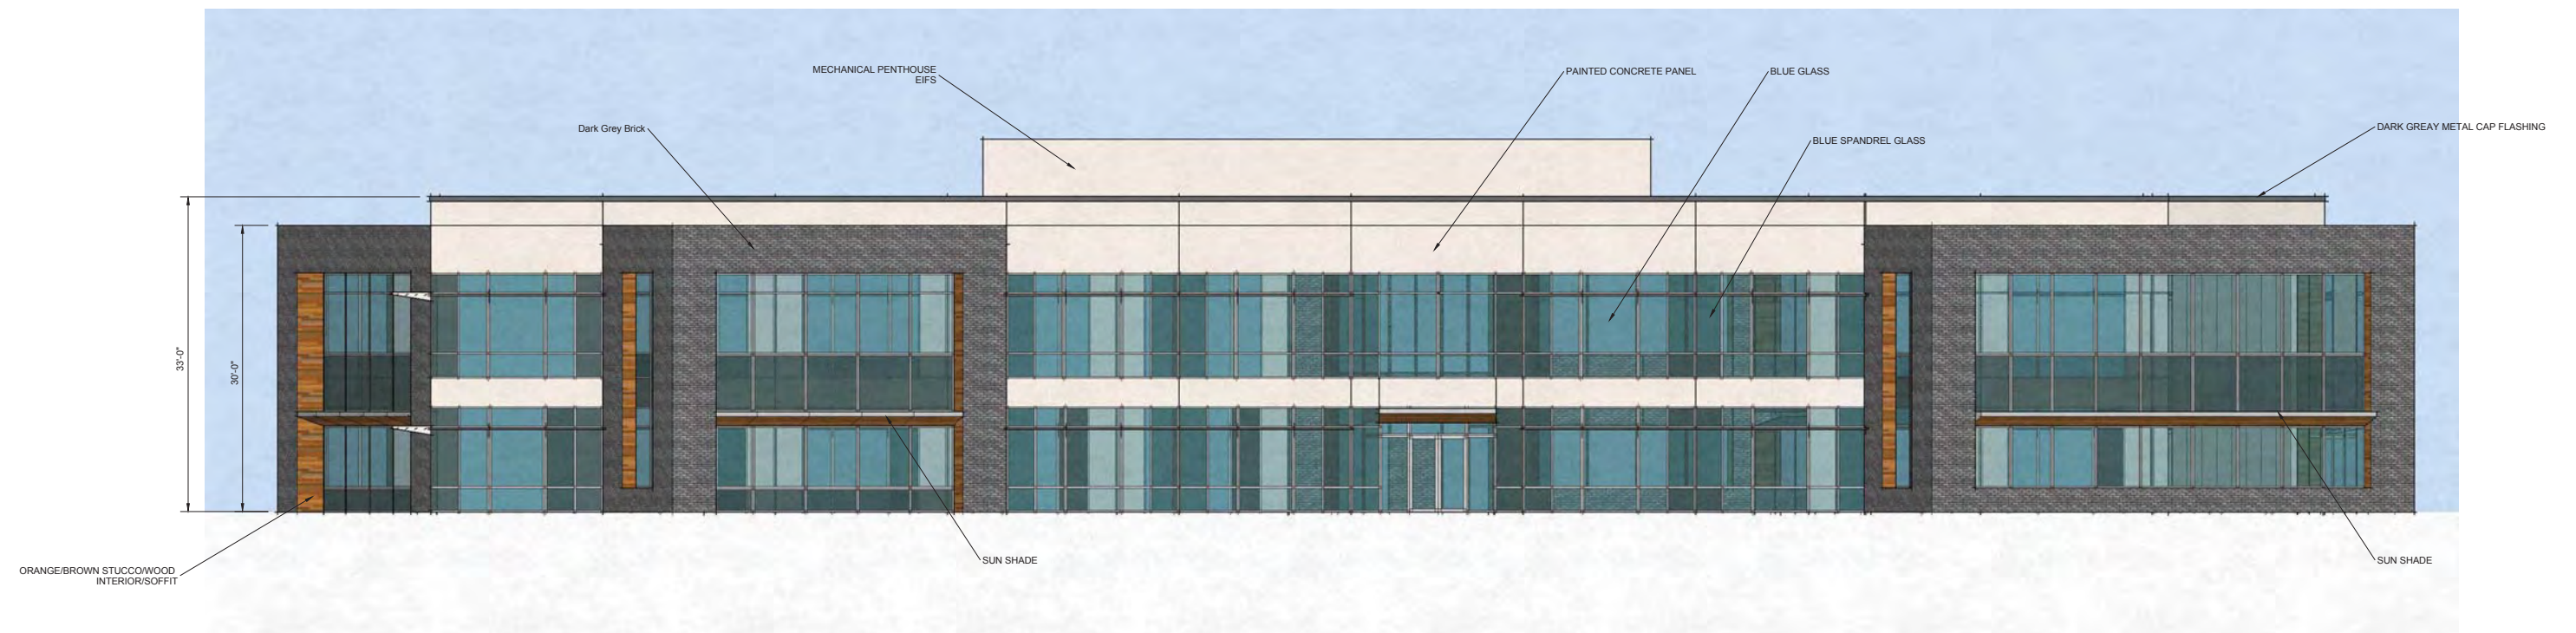 MECHANICAL PENTHOUSE
EIFS
PAINTED CONCRETE PANEL
BLUE GLASS
Dark Grey Brick
DARK GREAY METAL CAP FLASHING
BLUE SPANDREL GLASS
33'-0"
30'-0"
SUN SHADE
SUN SHADE
ORANGE/BROWN STUCCO/WOOD
INTERIOR/SOFFIT